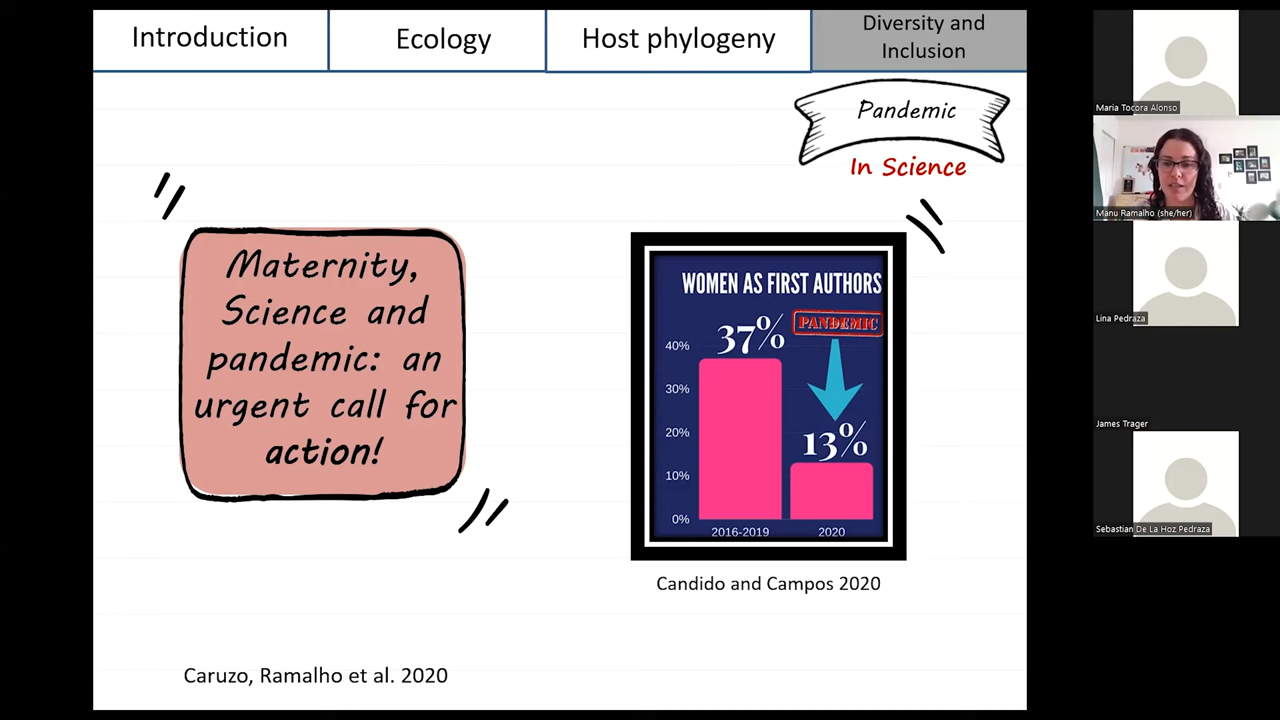 Introduction
Ecology
Host phylogeny
Diversity and
Inclusion
Pandemic
In Science
Maternity,
Science and
pandemic: an
urgent call for
action!
WOMEN AS FIRST AUTHORS
PANDEMIC
37%
13%
40%
30%
20%
10%
0%
2016-2019
2020
Candido and Campos 2020
Caruzo, Ramalho et al. 2020
Maria Tocora Alonso
Manu Ramalho (she/her)
Lina Pedraza
James Trager
Sebastian De La Hoz Pedraza